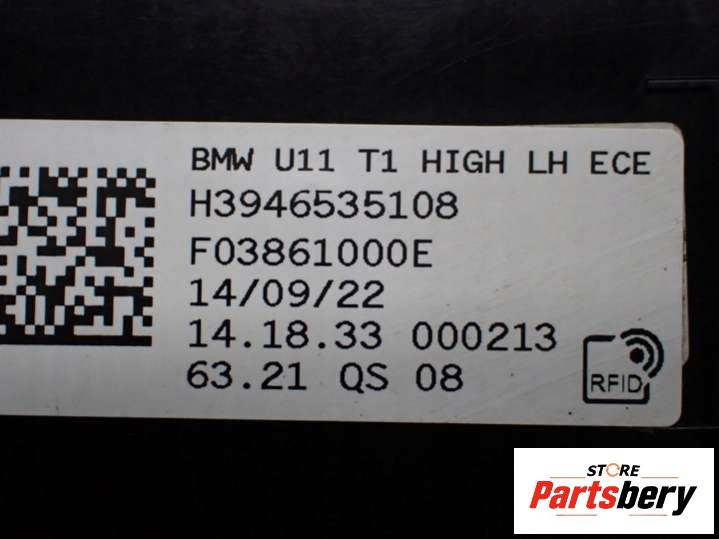 BMW U11 T1 HIGH LH ECE
H3946535108
F03861000E
14/09/22
14.18.33 000213
63.21 QS 08
RFID
STORE
Partsbery